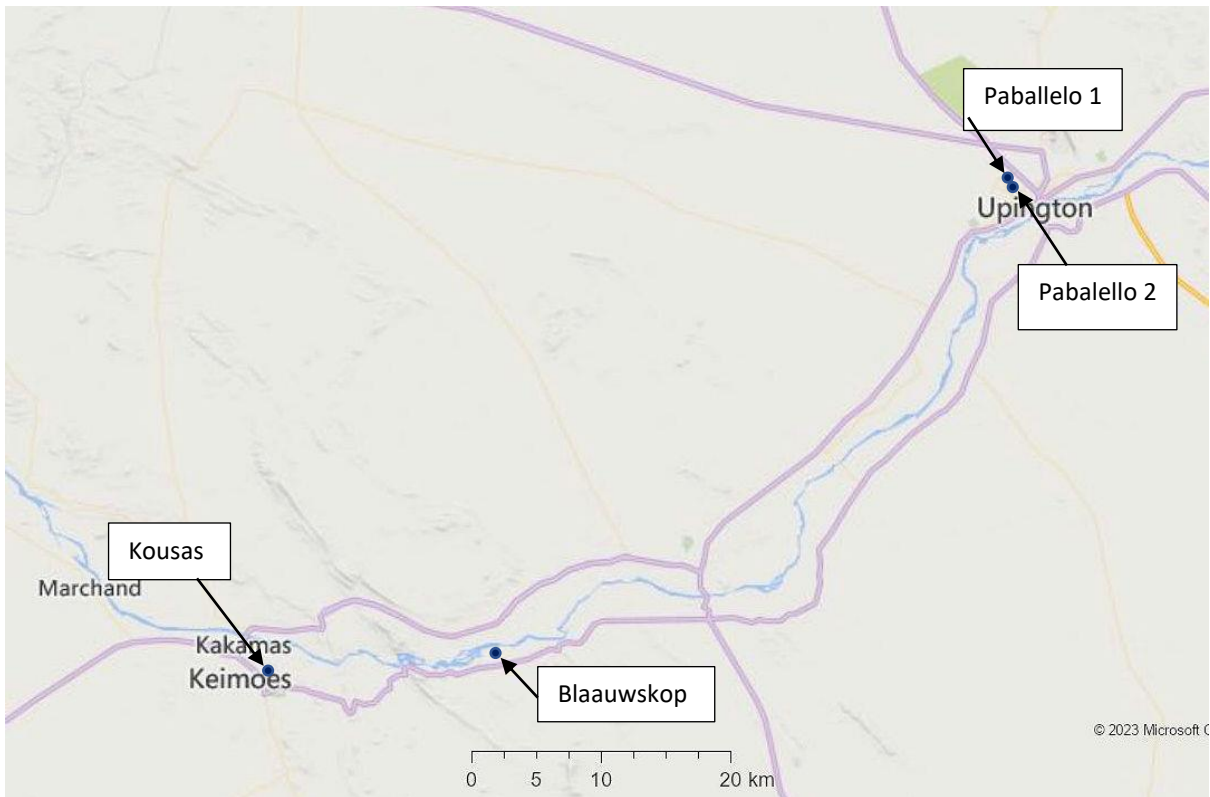 Paballelo 1
Upington
Pabalello 2
Kousas
Marchand
Kakamas
Keimoes
Blaauwskop
© 2023 Microsoft C
0 5 10 20 km